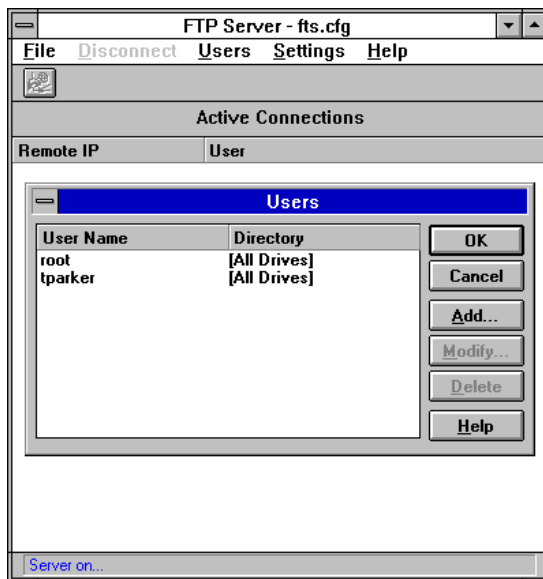 FTP Server - fts.cfg
File Disconnect Users Settings Help
Active Connections
Remote IP User
Users
User Name Directory
root [All Drives]
tparker [All Drives]
OK
Cancel
Add...
Modify...
Delete
Help
Server on...